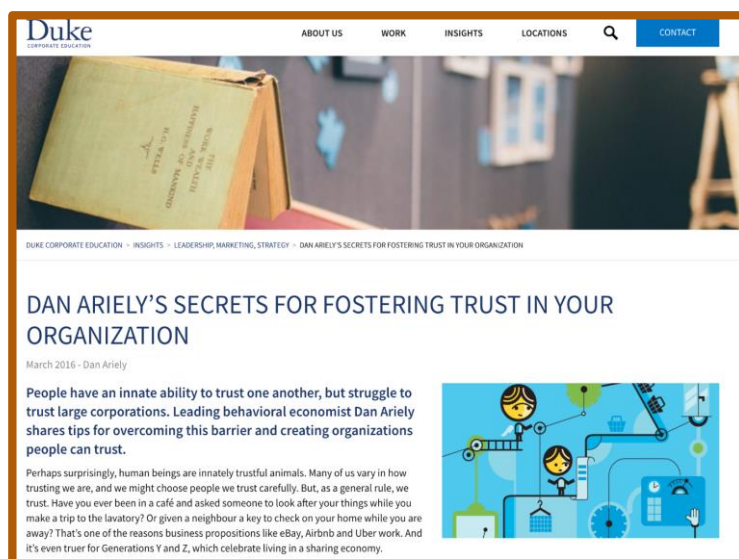 Duke
CORPORATE EDUCATION
ABOUT US
WORK
INSIGHTS
LOCATIONS
CONTACT
THE
WORK, WEALTH
AND
HAPPINESS
OF MANKIND
H.G. WELLS
DUKE CORPORATE EDUCATION > INSIGHTS > LEADERSHIP, MARKETING, STRATEGY > DAN ARIELY'S SECRETS FOR FOSTERING TRUST IN YOUR ORGANIZATION
DAN ARIELY'S SECRETS FOR FOSTERING TRUST IN YOUR
ORGANIZATION
March 2016 - Dan Ariely
People have an innate ability to trust one another, but struggle to
trust large corporations. Leading behavioral economist Dan Ariely
shares tips for overcoming this barrier and creating organizations
people can trust.
Perhaps surprisingly, human beings are innately trustful animals. Many of us vary in how
trusting we are, and we might choose people we trust carefully. But, as a general rule, we
trust. Have you ever been in a café and asked someone to look after your things while you
make a trip to the lavatory? Or given a neighbour a key to check on your home while you are
away? That's one of the reasons business propositions like eBay, Airbnb and Uber work. And
it's even truer for Generations Y and Z, which celebrate living in a sharing economy.